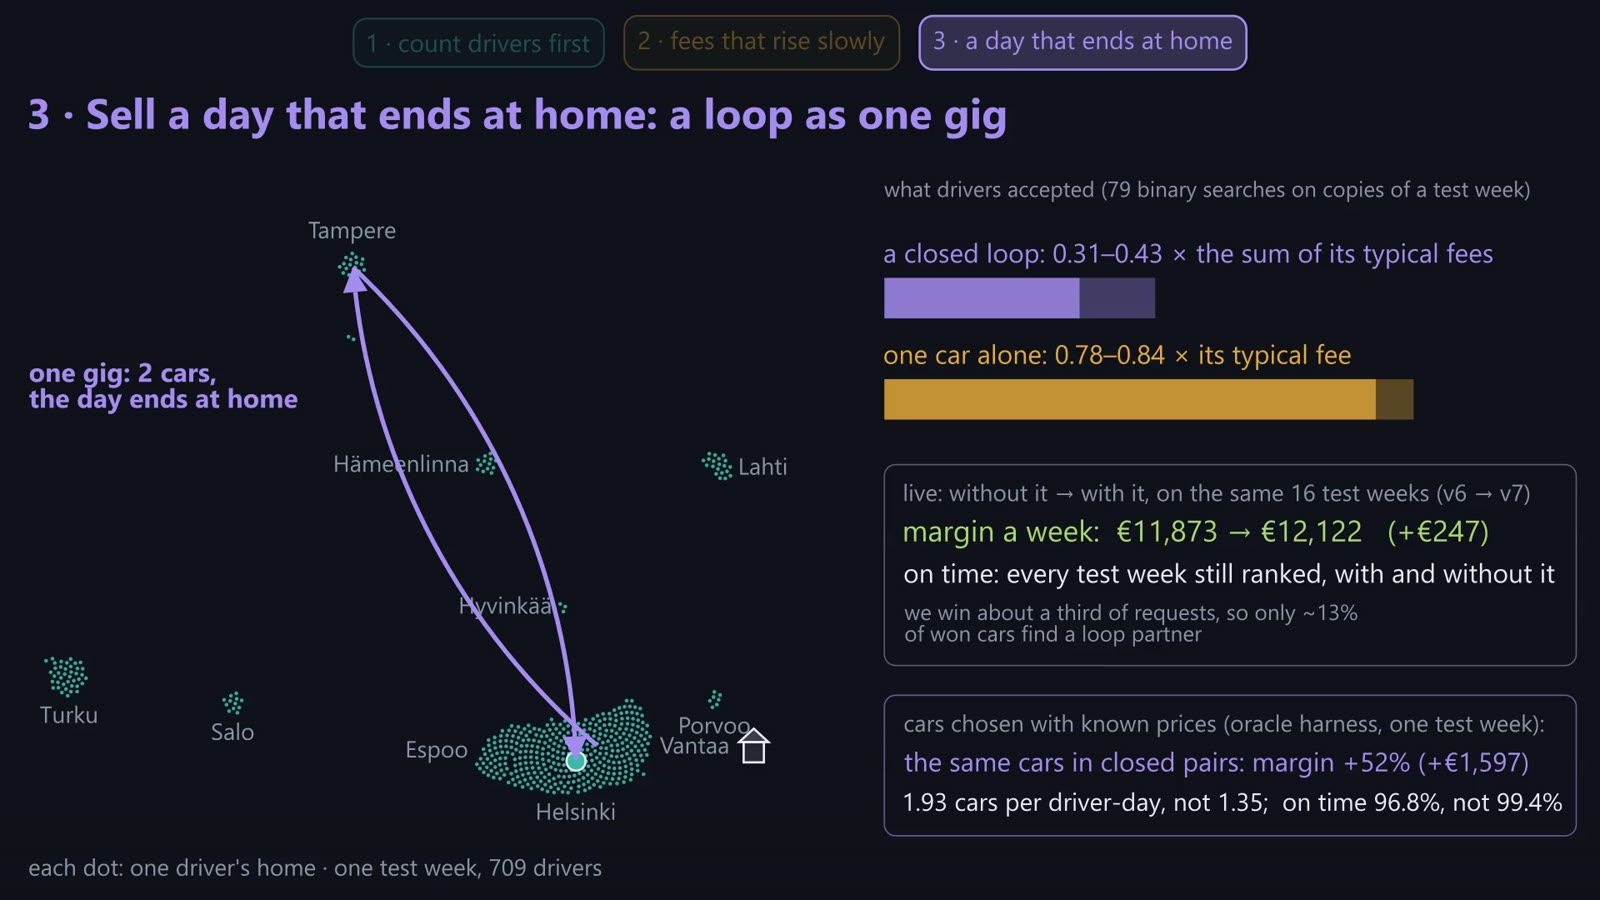 1 · count drivers first
2 · fees that rise slowly
3 · a day that ends at home
3 · Sell a day that ends at home: a loop as one gig
Tampere
one gig: 2 cars,
the day ends at home
Hämeenlinna
Lahti
Hyvinkää
Turku
Salo
Espoo
Porvoo
Vantaa
Helsinki
each dot: one driver's home · one test week, 709 drivers
what drivers accepted (79 binary searches on copies of a test week)
a closed loop: 0.31–0.43 × the sum of its typical fees
one car alone: 0.78–0.84 × its typical fee
live: without it → with it, on the same 16 test weeks (v6 → v7)
margin a week: €11,873 → €12,122 (+€247)
on time: every test week still ranked, with and without it
we win about a third of requests, so only ~13%
of won cars find a loop partner
cars chosen with known prices (oracle harness, one test week):
the same cars in closed pairs: margin +52% (+€1,597)
1.93 cars per driver-day, not 1.35; on time 96.8%, not 99.4%